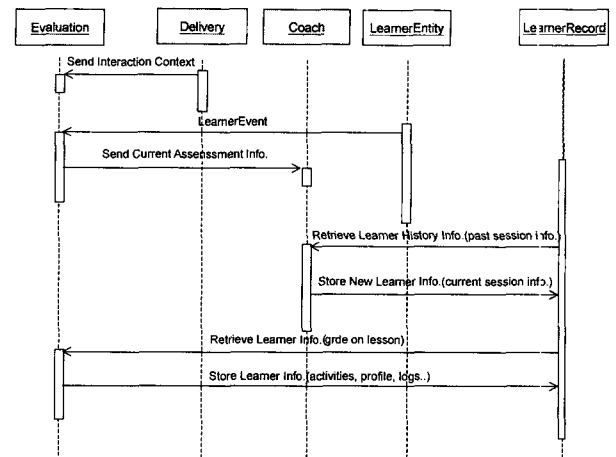 Evaluation
Delivery
Coach
LearnerEntity
LearnerRecord
Send Interaction Context
LearnerEvent
Send Current Assenssment Info.
Retrieve Learner History Info.(past session info.)
Store New Learner Info.(current session info.)
Retrieve Learner Info.(grde on lesson)
Store Learner Info.(activities, profile, logs..)